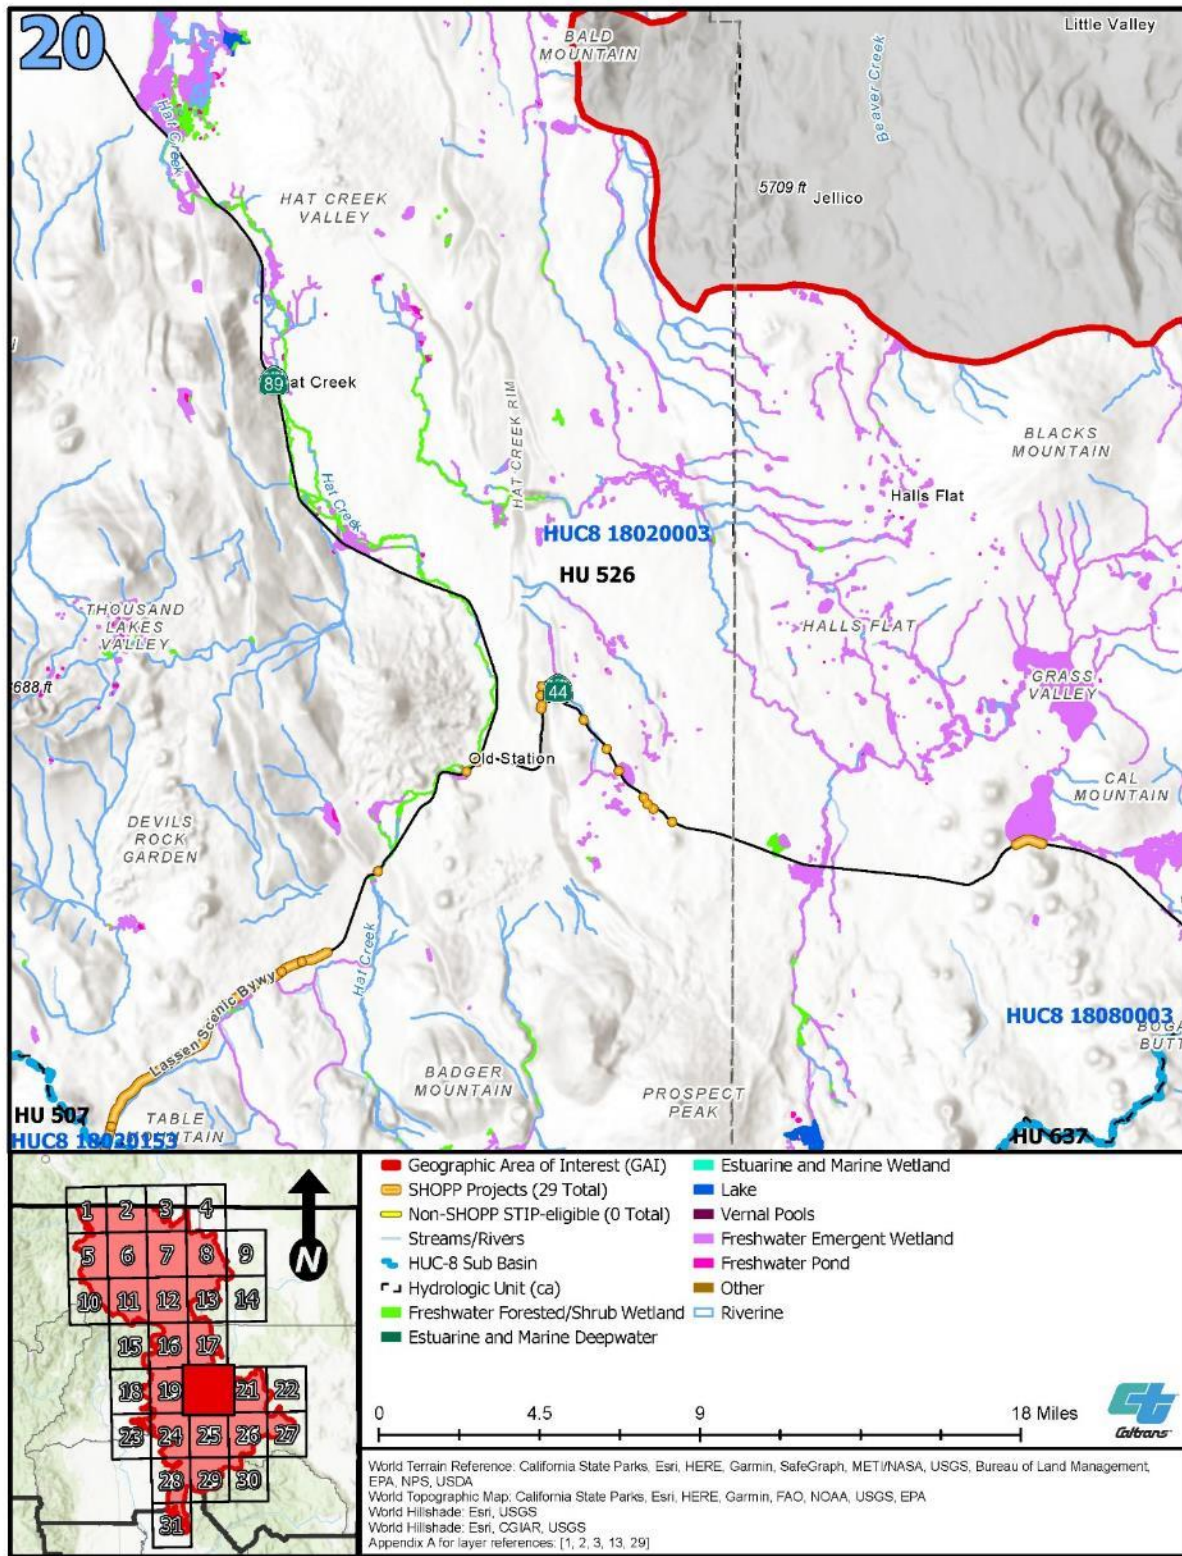 20
Little Valley
BALD
MOUNTAIN
Beaver Creek
Hat Creek
5709 ft
Jellico
HAT CREEK
VALLEY
89
at Creek
HAT CREEK RIM
BLACKS
MOUNTAIN
Halls Flat
Hat Creek
HUC8 18020003
HU 526
THOUSAND
LAKES
VALLEY
HALLS FLAT
688 ft
GRASS
VALLEY
44
Old Station
CAL
MOUNTAIN
DEVILS
ROCK
GARDEN
Hat Creek
Lassen Scenic Bywy
HUC8 18080003
BUTT
BADGER
MOUNTAIN
PROSPECT
PEAK
HU 507
TABLE
MOUNTAIN
HUC8 18020153
HU 637
1
2
3
4
5
6
7
8
9
10
11
12
13
14
15
16
17
18
19
21
22
23
24
25
26
27
28
29
30
31
N
Geographic Area of Interest (GAI)
SHOPP Projects (29 Total)
Non-SHOPP STIP-eligible (0 Total)
Streams/Rivers
HUC-8 Sub Basin
Hydrologic Unit (ca)
Freshwater Forested/Shrub Wetland
Estuarine and Marine Deepwater
Estuarine and Marine Wetland
Lake
Vernal Pools
Freshwater Emergent Wetland
Freshwater Pond
Other
Riverine
0 4.5 9 18 Miles
Caltrans
World Terrain Reference: California State Parks, Esri, HERE, Garmin, SafeGraph, METI/NASA, USGS, Bureau of Land Management,
EPA, NPS, USDA
World Topographic Map: California State Parks, Esri, HERE, Garmin, FAO, NOAA, USGS, EPA
World Hillshade: Esri, USGS
World Hillshade: Esri, CGIAR, USGS
Appendix A for layer references: [1, 2, 3, 13, 29]